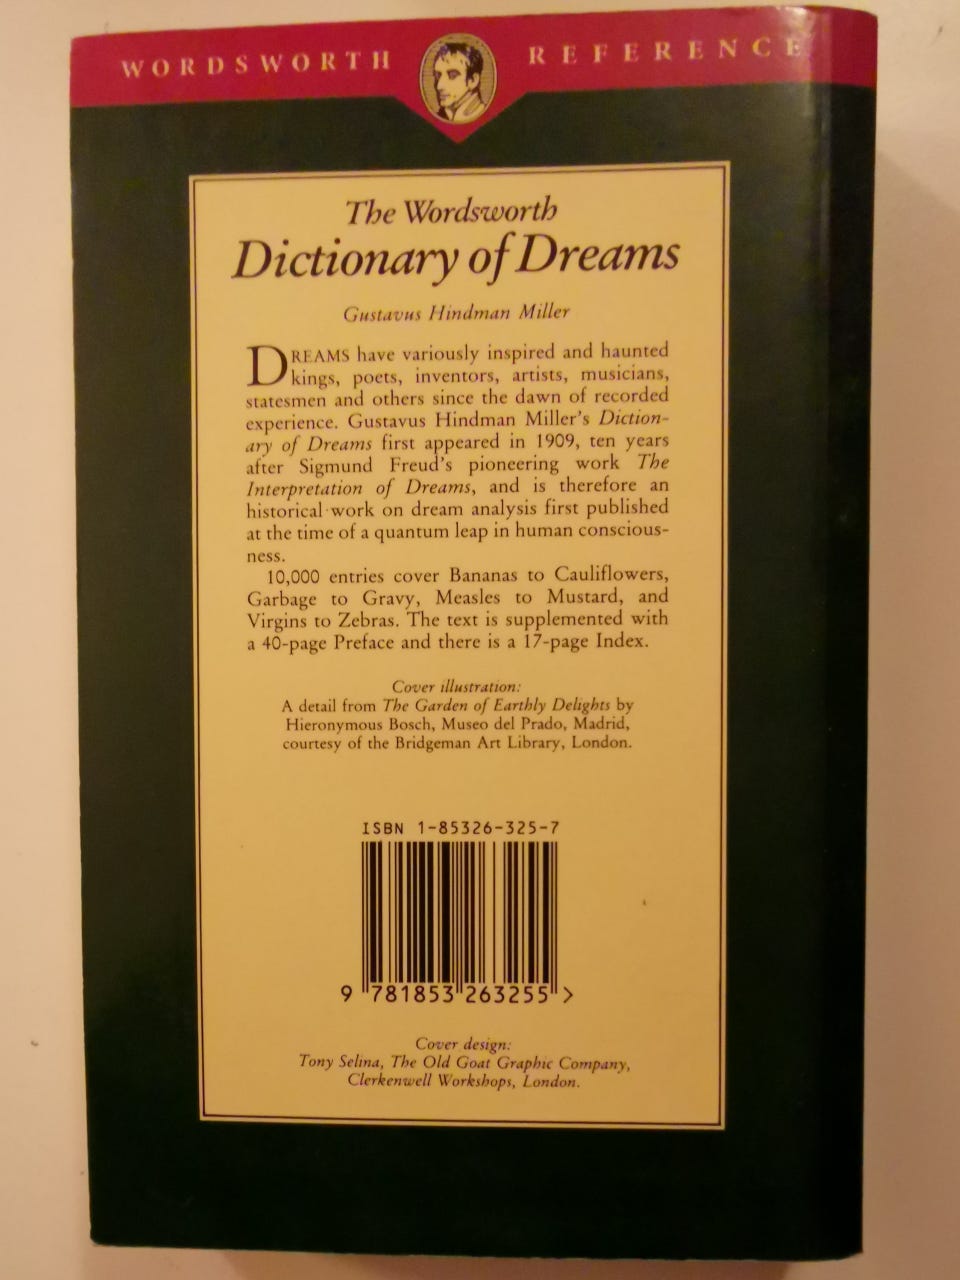 WORDSWORTH REFERENCE
The Wordsworth
Dictionary of Dreams
Gustavus Hindman Miller
DREAMS have variously inspired and haunted
kings, poets, inventors, artists, musicians,
statesmen and others since the dawn of recorded
experience. Gustavus Hindman Miller's Diction-
ary of Dreams first appeared in 1909, ten years
after Sigmund Freud's pioneering work The
Interpretation of Dreams, and is therefore an
historical work on dream analysis first published
at the time of a quantum leap in human conscious-
ness.
10,000 entries cover Bananas to Cauliflowers,
Garbage to Gravy, Measles to Mustard, and
Virgins to Zebras. The text is supplemented with
a 40-page Preface and there is a 17-page Index.
Cover illustration:
A detail from The Garden of Earthly Delights by
Hieronymous Bosch, Museo del Prado, Madrid,
courtesy of the Bridgeman Art Library, London.
ISBN 1-85326-325-7
9 781853 263255 >
Cover design:
Tony Selina, The Old Goat Graphic Company,
Clerkenwell Workshops, London.